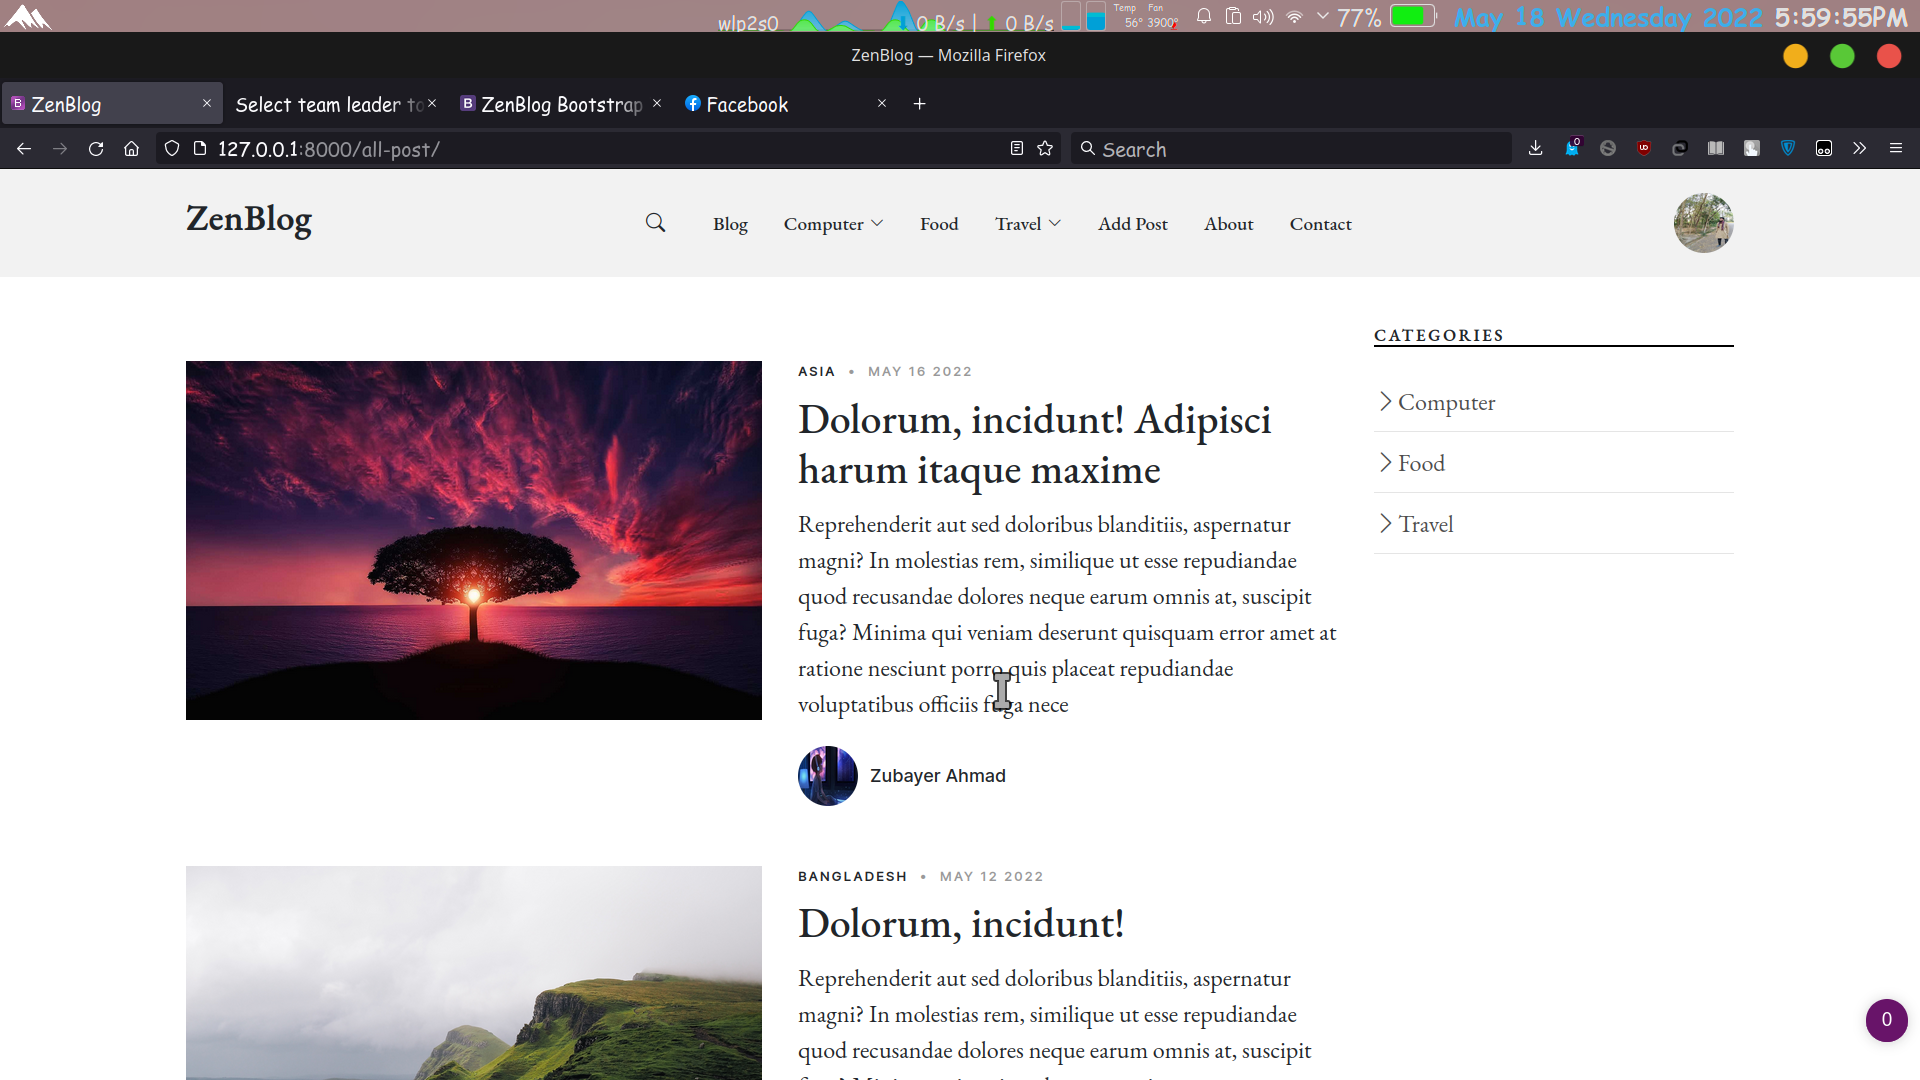 wlp2s0 0 B/s | 0 B/s Temp 56° Fan 3900° 77% May 18 Wednesday 2022 5:59:55PM
ZenBlog — Mozilla Firefox
ZenBlog Select team leader to ZenBlog Bootstrap Facebook
127.0.0.1:8000/all-post/ Search 0 UD
ZenBlog Blog Computer Food Travel Add Post About Contact
CATEGORIES
Computer
Food
Travel
ASIA • MAY 16 2022
Dolorum, incidunt! Adipisci
harum itaque maxime
Reprehenderit aut sed doloribus blanditiis, aspernatur
magni? In molestias rem, similique ut esse repudiandae
quod recusandae dolores neque earum omnis at, suscipit
fuga? Minima qui veniam deserunt quisquam error amet at
ratione nesciunt porro quis placeat repudiandae
voluptatibus officiis fuga nece
Zubayer Ahmad
BANGLADESH • MAY 12 2022
Dolorum, incidunt!
Reprehenderit aut sed doloribus blanditiis, aspernatur
magni? In molestias rem, similique ut esse repudiandae
quod recusandae dolores neque earum omnis at, suscipit
0